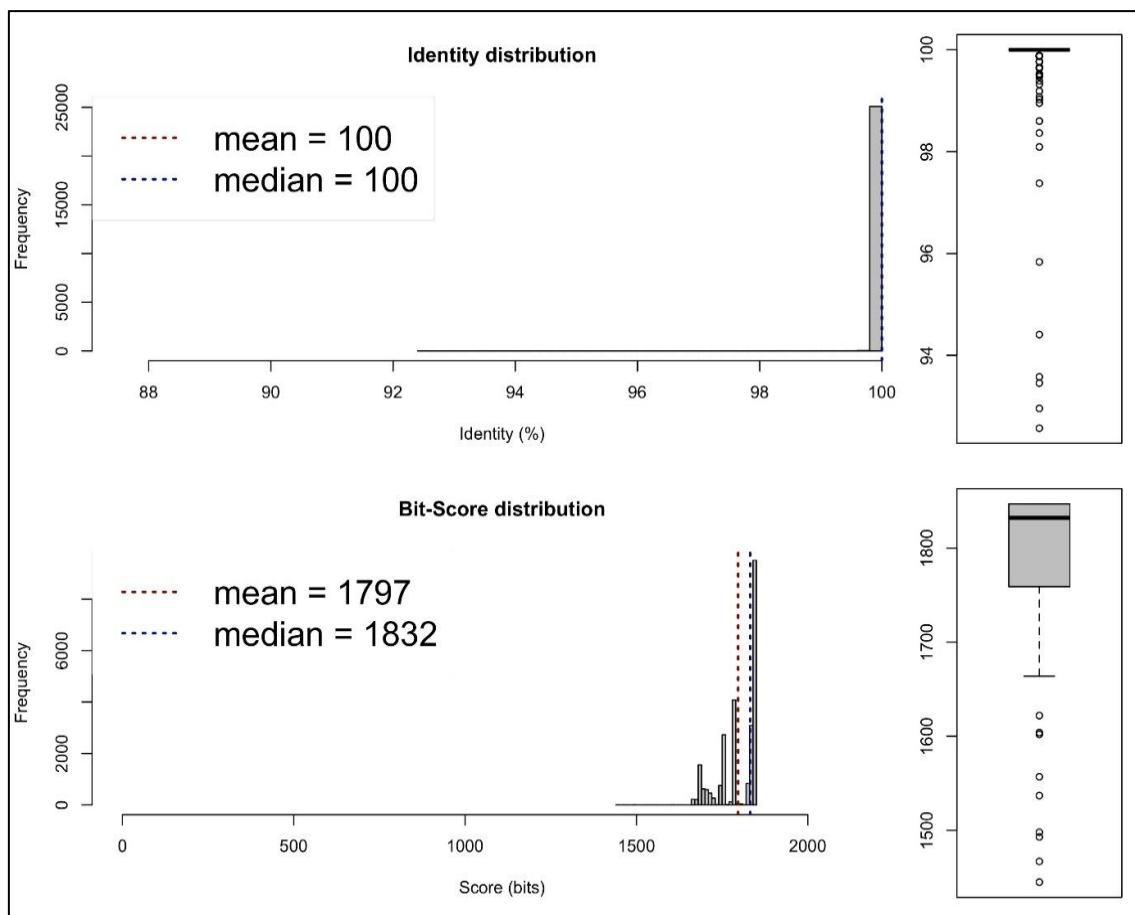 Identity distribution
mean = 100
median = 100
Frequency
0
5000
15000
25000
88
90
92
94
96
98
100
Identity (%)
100
98
96
94
Bit-Score distribution
mean = 1797
median = 1832
Frequency
0
2000
6000
0
500
1000
1500
2000
Score (bits)
1800
1700
1600
1500